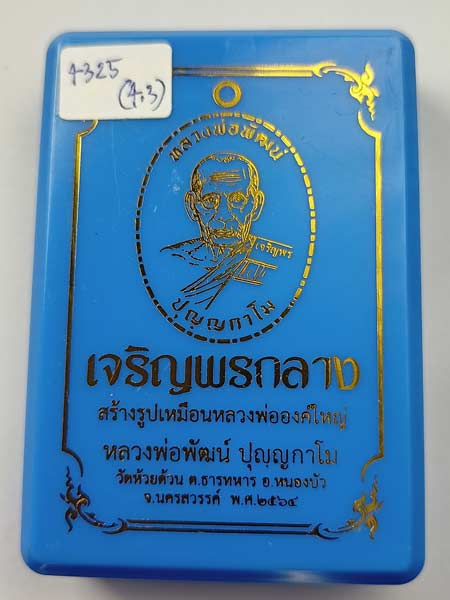 4325
(4.3)
หลวงพ่อพัฒน์
เจริญพร
ปุญฺญกาโม
เจริญพรกลาง
สร้างรูปเหมือนหลวงพ่อองค์ใหญ่
หลวงพ่อพัฒน์ ปุญฺญกาโม
วัดห้วยด้วน ต.ธารทหาร อ.หนองบัว
จ.นครสวรรค์ พ.ศ.๒๕๖๔